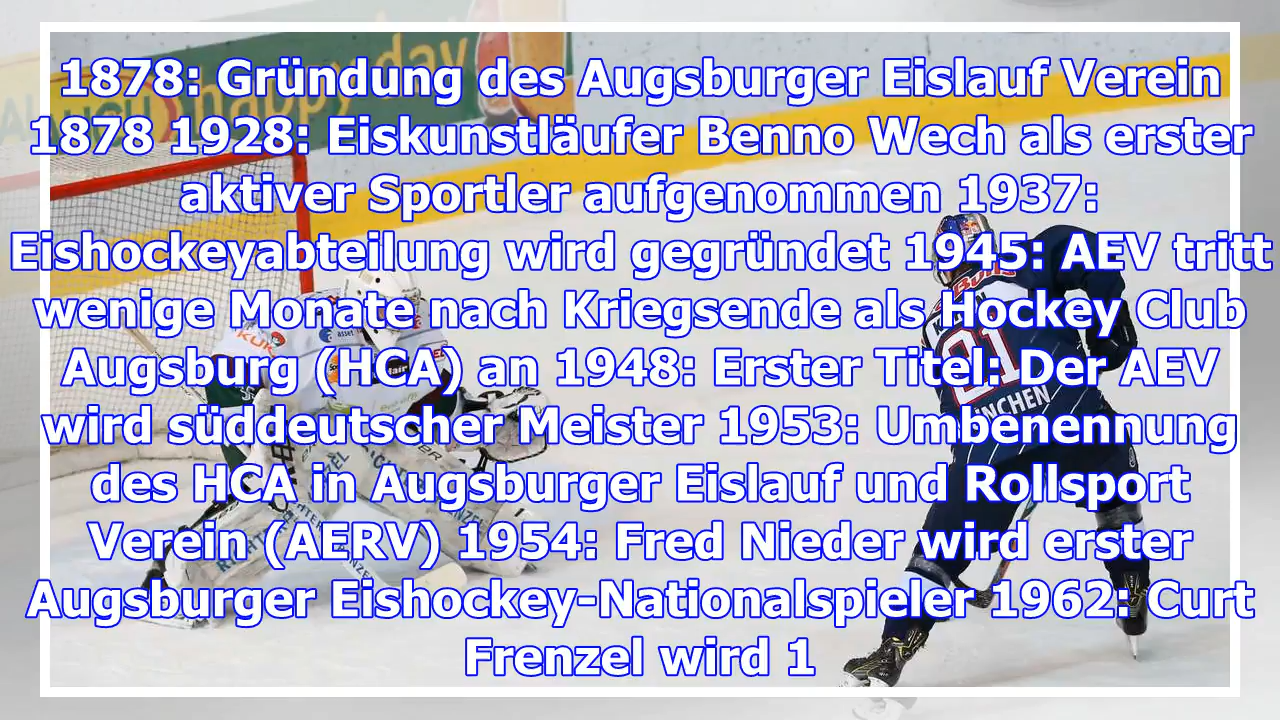 1878: Gründung des Augsburger Eislauf Verein
1878 1928: Eiskunstläufer Benno Wech als erster
aktiver Sportler aufgenommen 1937:
Eishockeyabteilung wird gegründet 1945: AEV tritt
wenige Monate nach Kriegsende als Hockey Club
Augsburg (HCA) an 1948: Erster Titel: Der AEV
wird süddeutscher Meister 1953: Umbenennung
des HCA in Augsburger Eislauf und Rollsport
Verein (AERV) 1954: Fred Nieder wird erster
Augsburger Eishockey-Nationalspieler 1962: Curt
Frenzel wird 1
happy day
91